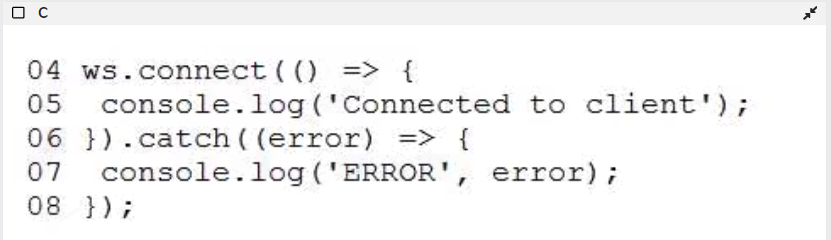 C
04 ws.connect(() => {
05  console.log('Connected to client');
06 }).catch((error) => {
07  console.log('ERROR', error);
08 });